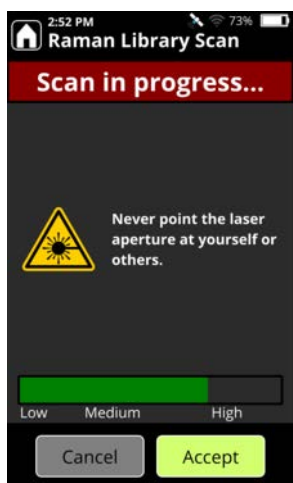 2:52 PM 73%
Raman Library Scan
Scan in progress...
Never point the laser
aperture at yourself or
others.
Low Medium High
Cancel Accept